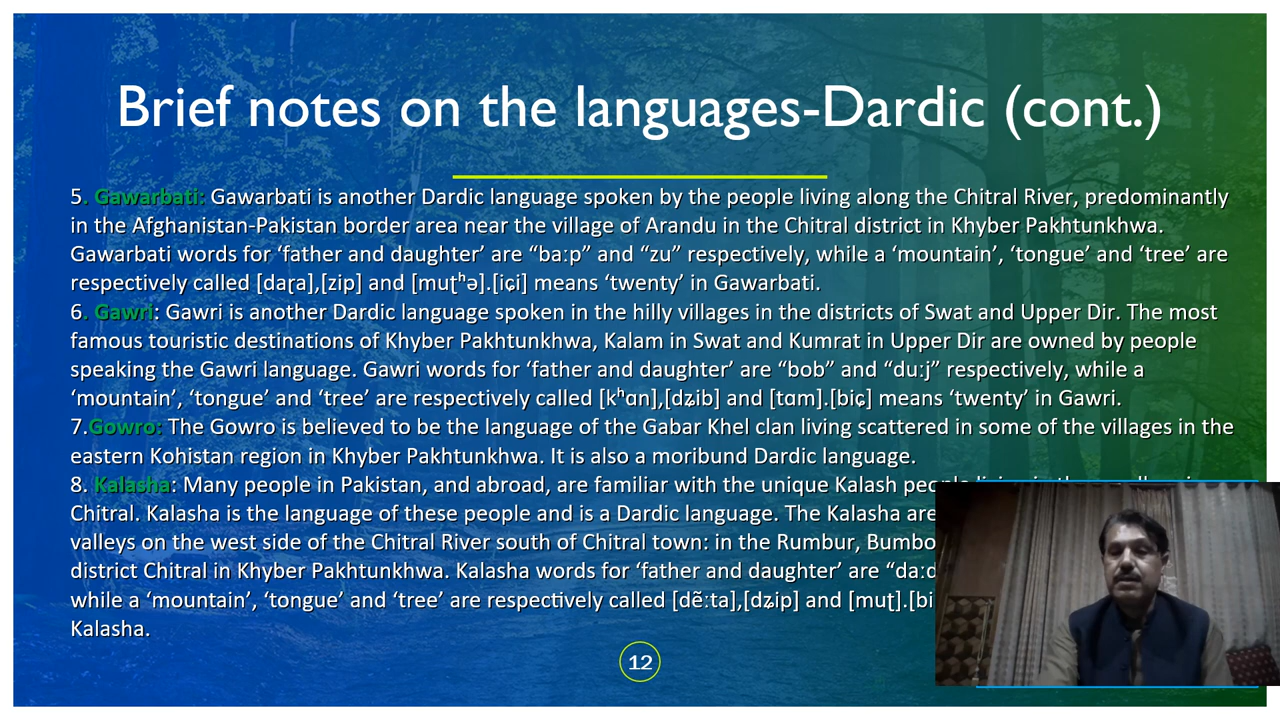 Brief notes on the languages-Dardic (cont.)
5. Gawarbati: Gawarbati is another Dardic language spoken by the people living along the Chitral River, predominantly
in the Afghanistan-Pakistan border area near the village of Arandu in the Chitral district in Khyber Pakhtunkhwa.
Gawarbati words for ‘father and daughter’ are “ba:p” and “zu” respectively, while a ‘mountain’, ‘tongue’ and ‘tree’ are
respectively called [daɽa],[zip] and [muʈʰə].[iɕi] means ‘twenty’ in Gawarbati.
6. Gawri: Gawri is another Dardic language spoken in the hilly villages in the districts of Swat and Upper Dir. The most
famous touristic destinations of Khyber Pakhtunkhwa, Kalam in Swat and Kumrat in Upper Dir are owned by people
speaking the Gawri language. Gawri words for ‘father and daughter’ are “bob” and “du:j” respectively, while a
‘mountain’, ‘tongue’ and ‘tree’ are respectively called [kʰɑn],[dʑib] and [tɑm].[biɕ] means ‘twenty’ in Gawri.
7.Gowro: The Gowro is believed to be the language of the Gabar Khel clan living scattered in some of the villages in the
eastern Kohistan region in Khyber Pakhtunkhwa. It is also a moribund Dardic language.
8. Kalasha: Many people in Pakistan, and abroad, are familiar with the unique Kalash people living in the
Chitral. Kalasha is the language of these people and is a Dardic language. The Kalasha are
valleys on the west side of the Chitral River south of Chitral town: in the Rumbur, Bumbo
district Chitral in Khyber Pakhtunkhwa. Kalasha words for ‘father and daughter’ are “da:d
while a ‘mountain’, ‘tongue’ and ‘tree’ are respectively called [dẽ:ta],[dʑip] and [muʈ].[bi
Kalasha.
12